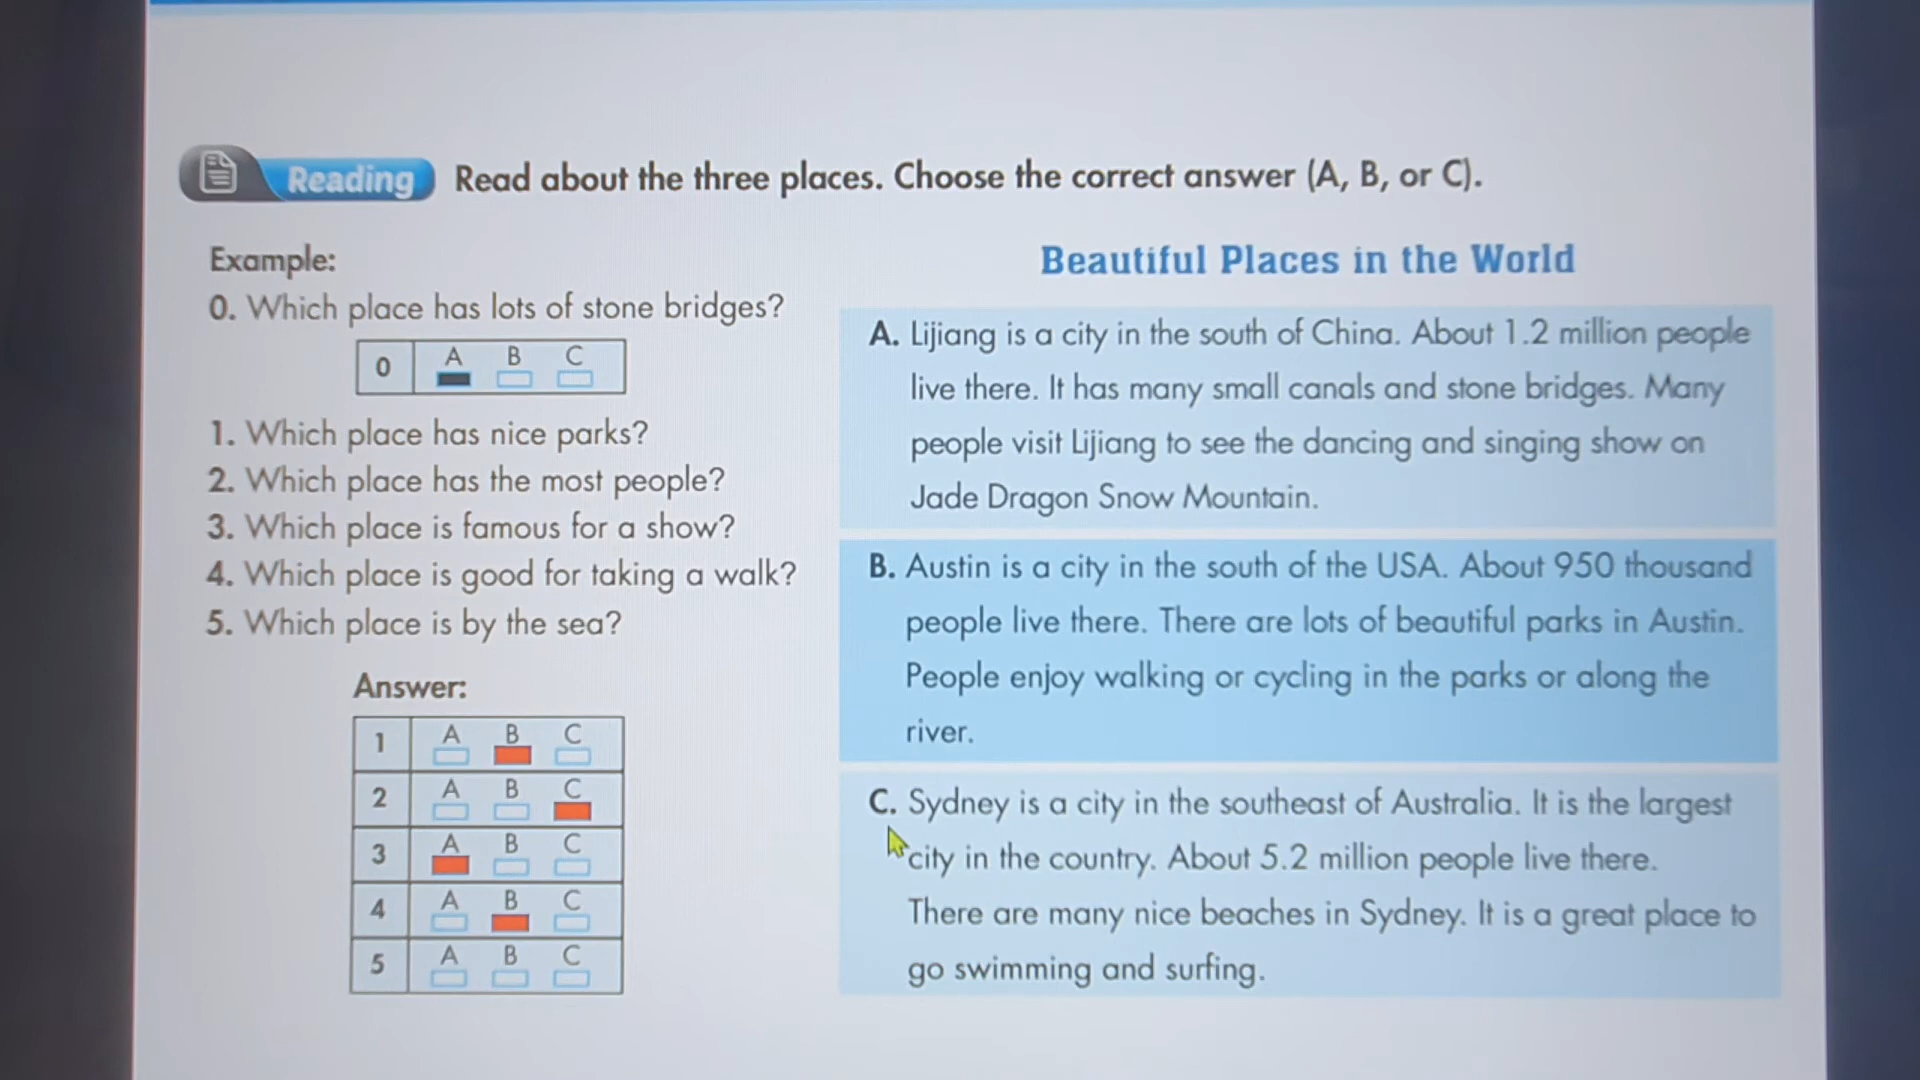 Reading
Read about the three places. Choose the correct answer (A, B, or C).
Example:
0. Which place has lots of stone bridges?
0 A B C
1. Which place has nice parks?
2. Which place has the most people?
3. Which place is famous for a show?
4. Which place is good for taking a walk?
5. Which place is by the sea?
Answer:
1 A B C
2 A B C
3 A B C
4 A B C
5 A B C
Beautiful Places in the World
A. Lijiang is a city in the south of China. About 1.2 million people
live there. It has many small canals and stone bridges. Many
people visit Lijiang to see the dancing and singing show on
Jade Dragon Snow Mountain.
B. Austin is a city in the south of the USA. About 950 thousand
people live there. There are lots of beautiful parks in Austin.
People enjoy walking or cycling in the parks or along the
river.
C. Sydney is a city in the southeast of Australia. It is the largest
city in the country. About 5.2 million people live there.
There are many nice beaches in Sydney. It is a great place to
go swimming and surfing.